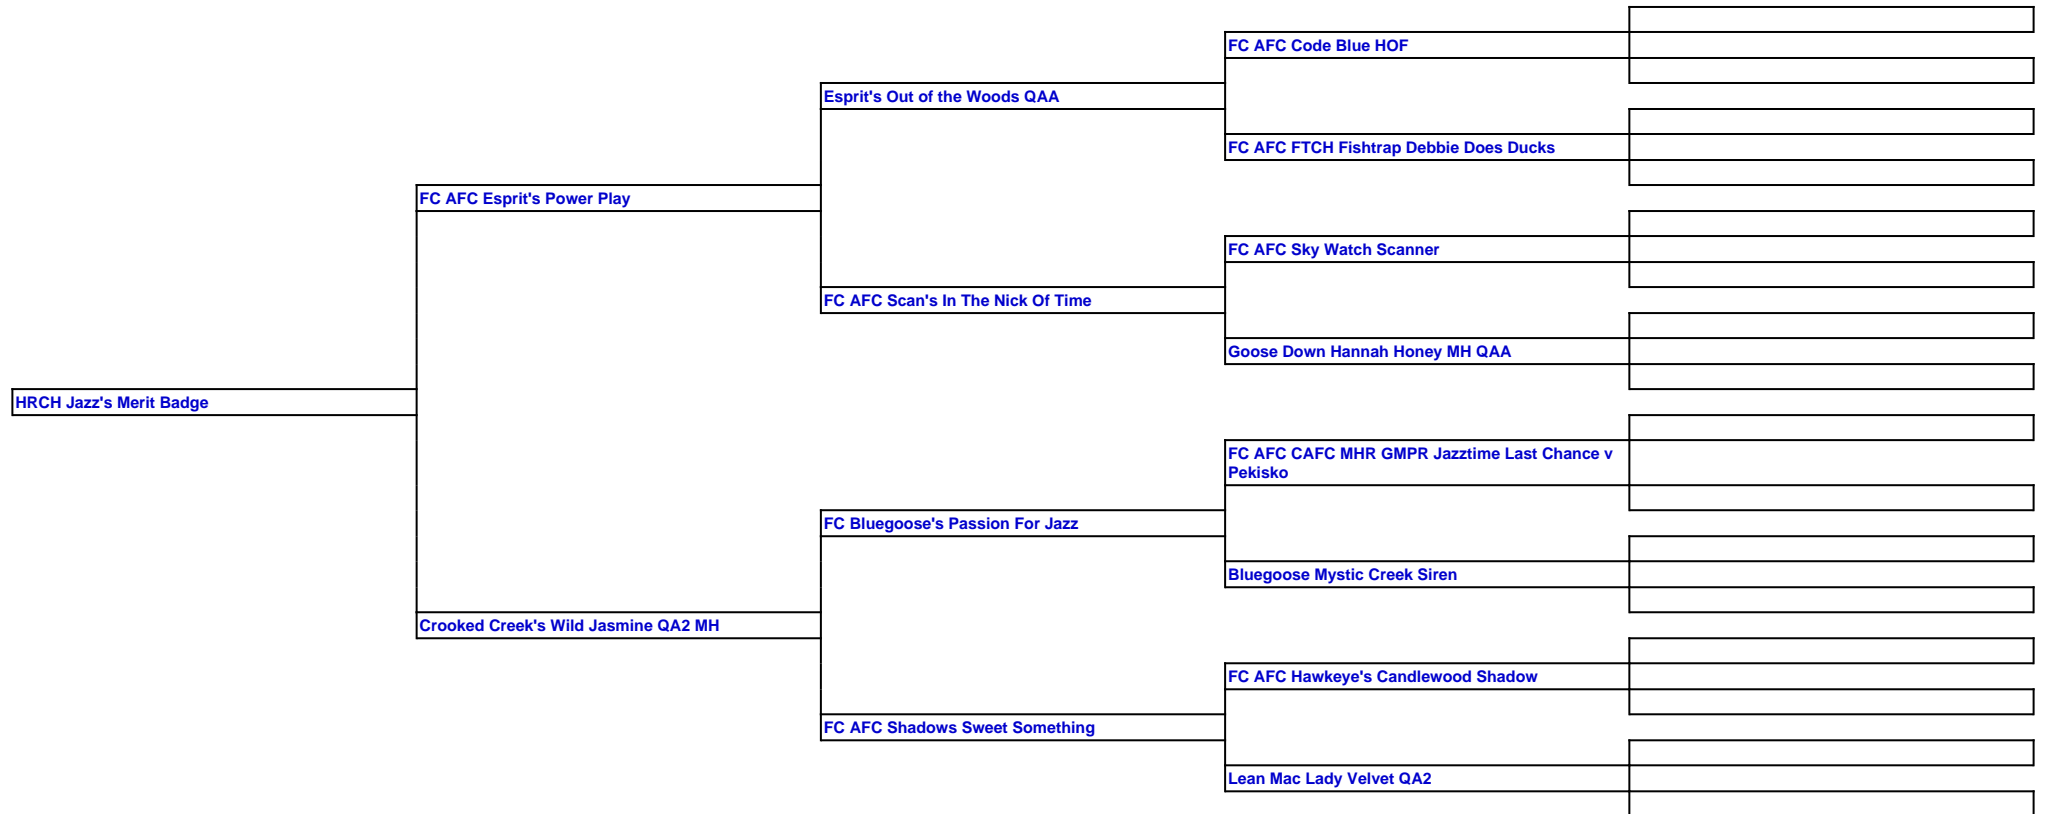 FC AFC Code Blue HOF
Esprit's Out of the Woods QAA
FC AFC FTCH Fishtrap Debbie Does Ducks
FC AFC Esprit's Power Play
FC AFC Sky Watch Scanner
FC AFC Scan's In The Nick Of Time
Goose Down Hannah Honey MH QAA
HRCH Jazz's Merit Badge
FC AFC CAFC MHR GMPR Jazztime Last Chance v
Pekisko
FC Bluegoose's Passion For Jazz
Bluegoose Mystic Creek Siren
Crooked Creek's Wild Jasmine QA2 MH
FC AFC Hawkeye's Candlewood Shadow
FC AFC Shadows Sweet Something
Lean Mac Lady Velvet QA2